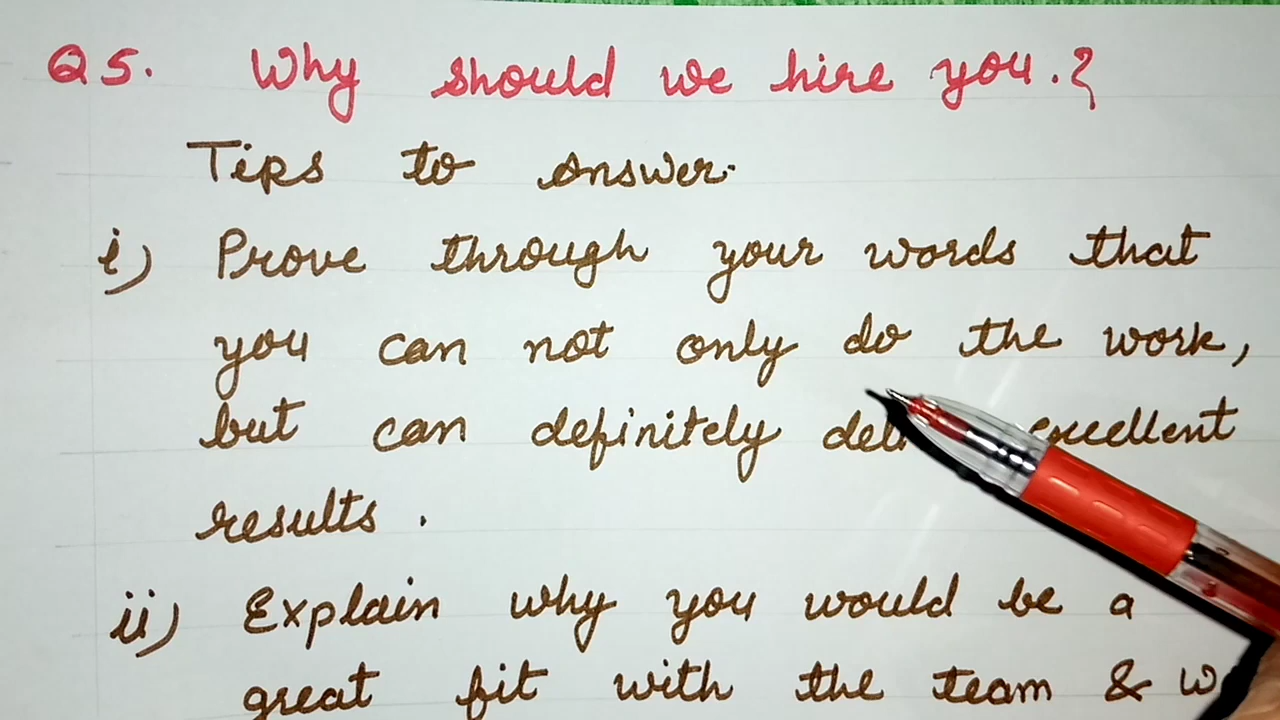 Q5. Why should we hire you.?
Tips to answer.
i) Prove through your words that
you can not only do the work,
but can definitely excellent
results .
ii) Explain why you would be a
great fit with the team &